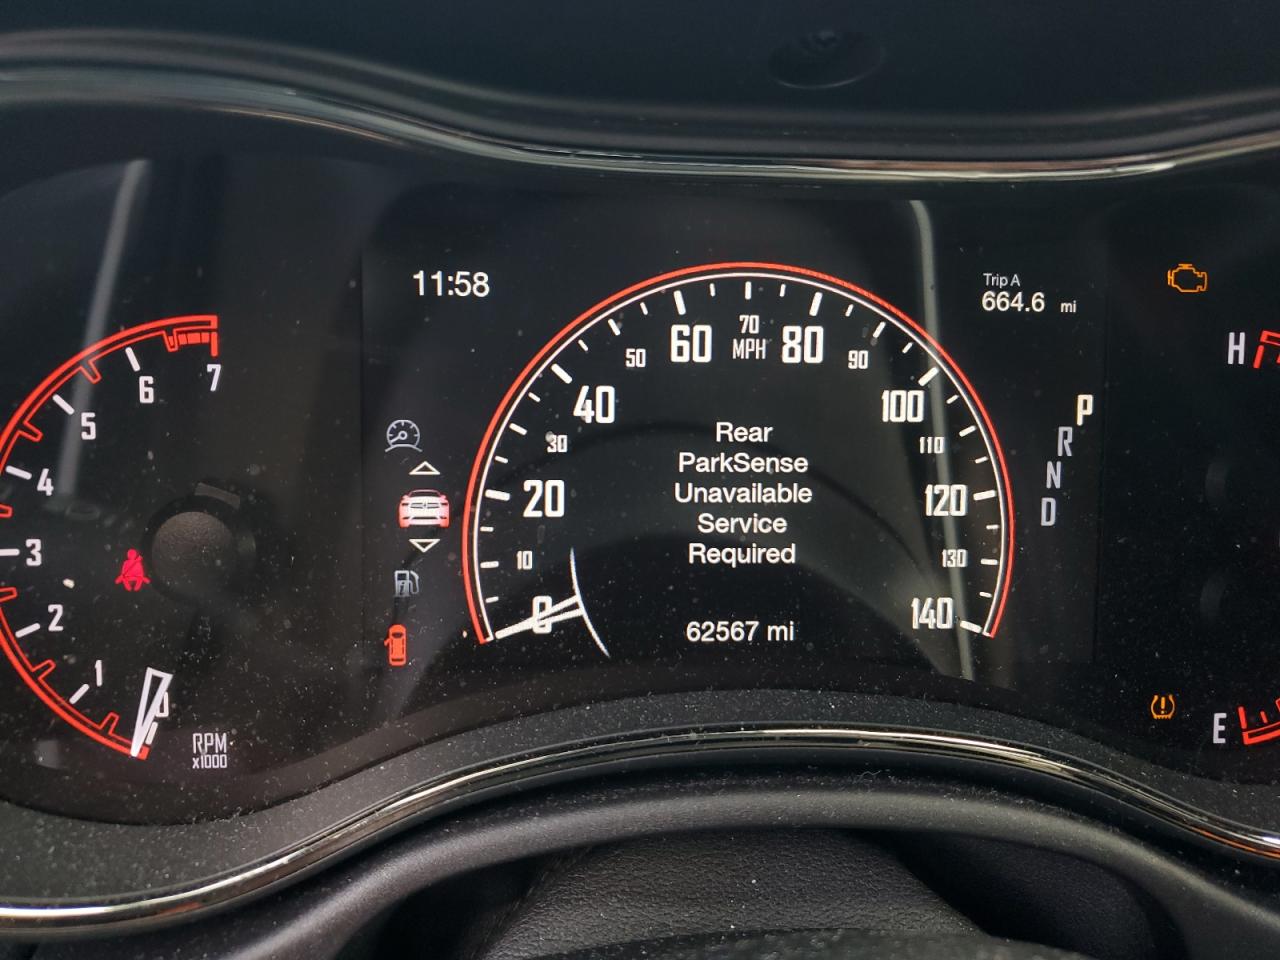 11:58
Trip A
664.6 mi
7
6
5
4
3
2
1
0
RPM
x1000
0
10
20
30
40
50
60
70
MPH
80
90
100
110
120
130
140
Rear
ParkSense
Unavailable
Service
Required
62567 mi
P
R
N
D
H
E